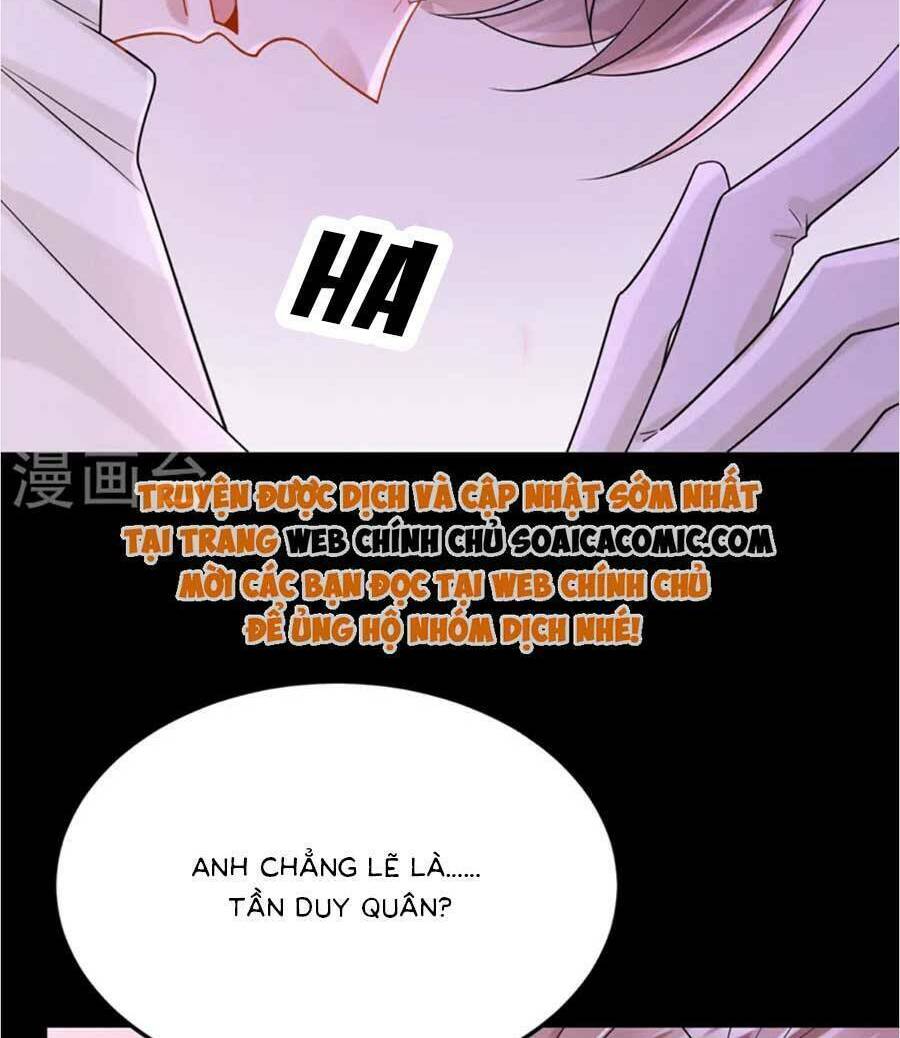 HA
漫画台
TRUYỆN ĐƯỢC DỊCH VÀ CẬP NHẬT SỚM NHẤT
TẠI TRANG WEB CHÍNH CHỦ SOAICACOMIC.COM
MỜI CÁC BẠN ĐỌC TẠI WEB CHÍNH CHỦ
ĐỂ ỦNG HỘ NHÓM DỊCH NHÉ!
ANH CHẲNG LẼ LÀ......
TẦN DUY QUÂN?